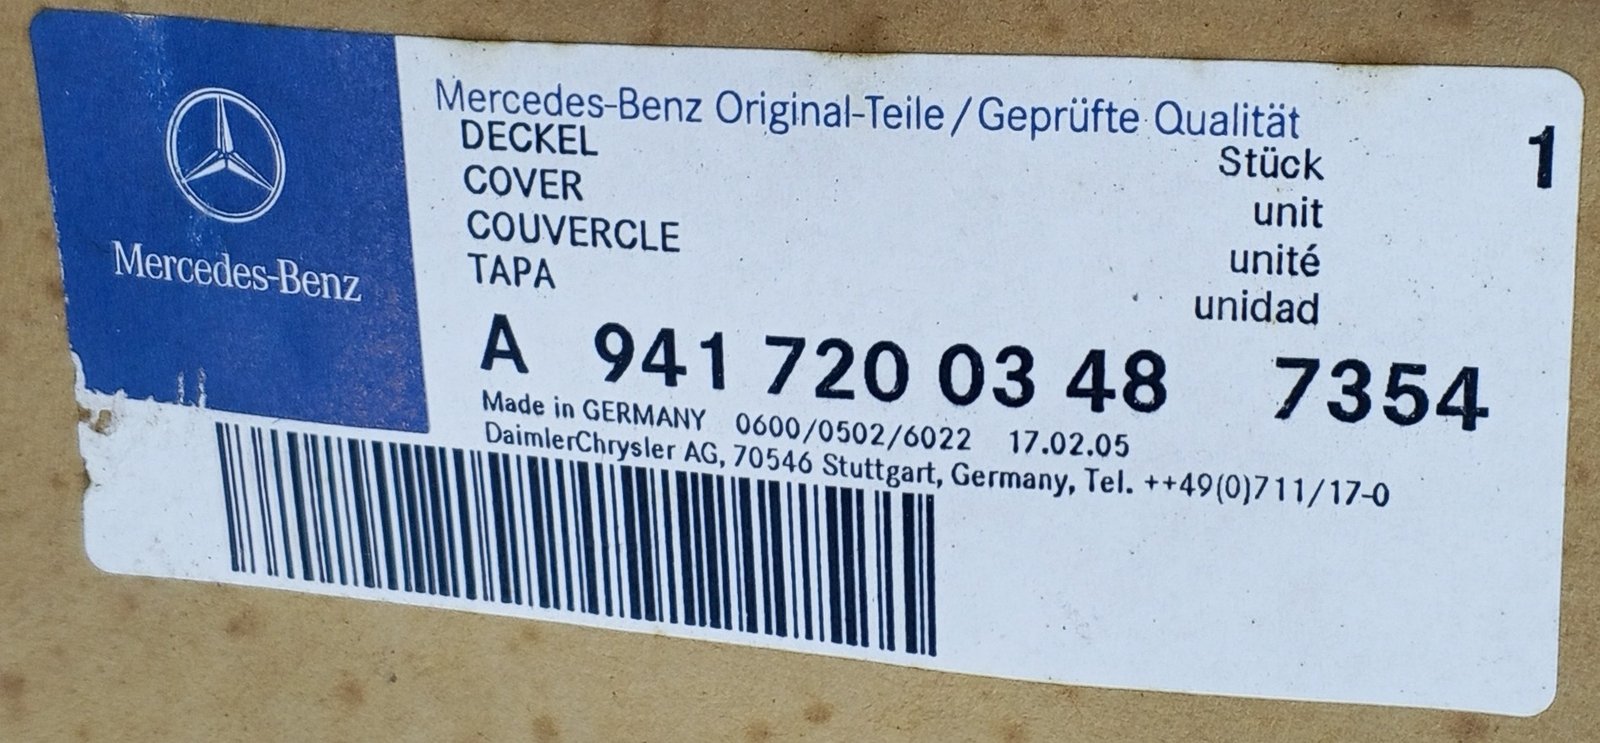 Mercedes-Benz
Mercedes-Benz Original-Teile/Geprüfte Qualität
DECKEL
COVER
COUVERCLE
TAPA
Stück 1
unit
unité
unidad
A 941 720 03 48 7354
Made in GERMANY 0600/0502/6022 17.02.05
DaimlerChrysler AG, 70546 Stuttgart, Germany, Tel. ++49(0)711/17-0